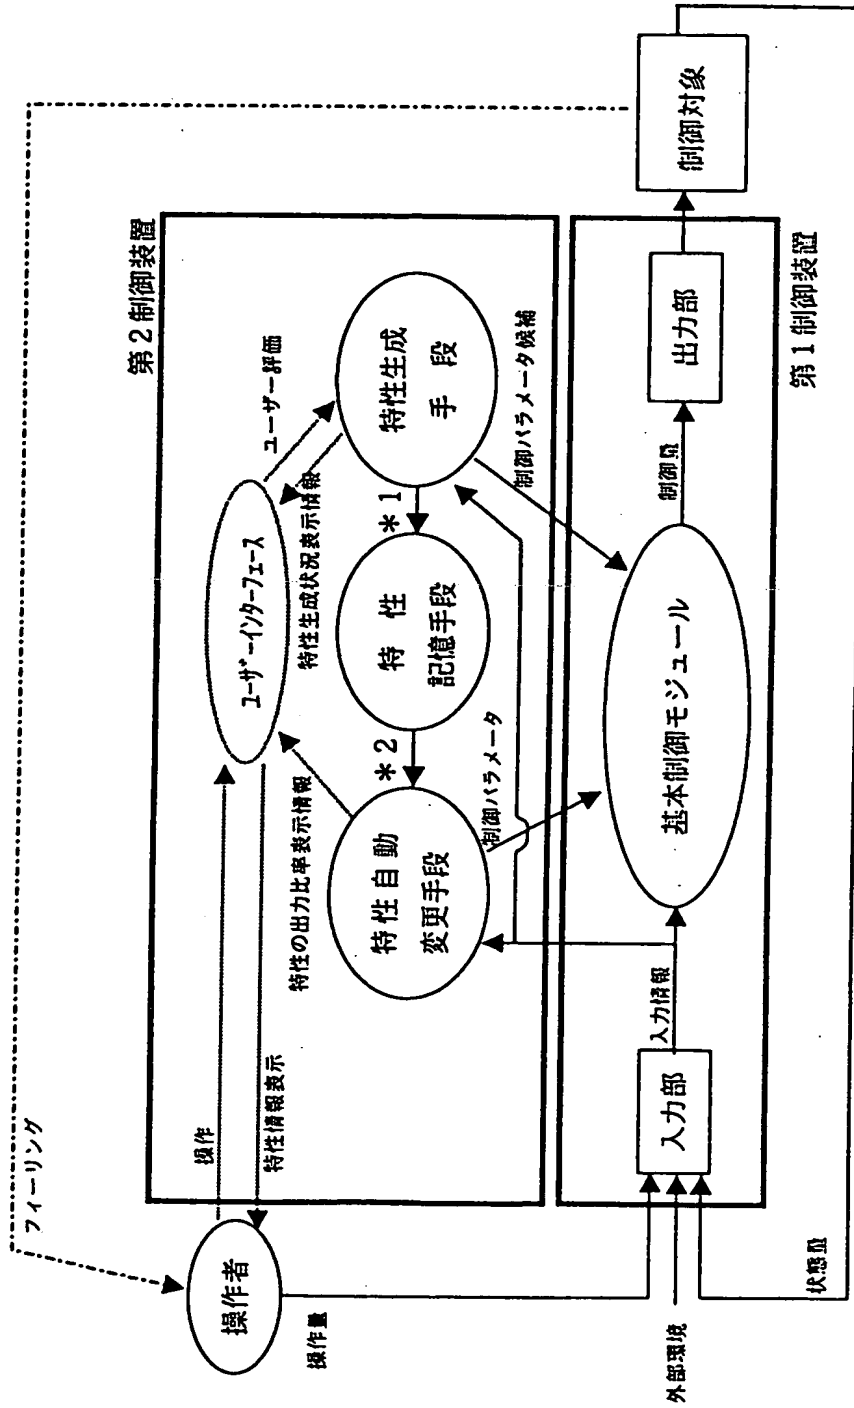 フィーリング
操作者
操作
特性情報表示
操作量
外部環境
状態量
第2制御装置
ユーザーインターフェース
ユーザー評価
特性生成状況表示情報
特性の出力比率表示情報
特性自動
変更手段
*2
特性
記憶手段
*1
特性生成
手段
制御パラメータ
制御パラメータ候補
第1制御装置
入力部
入力情報
基本制御モジュール
制御量
出力部
制御対象